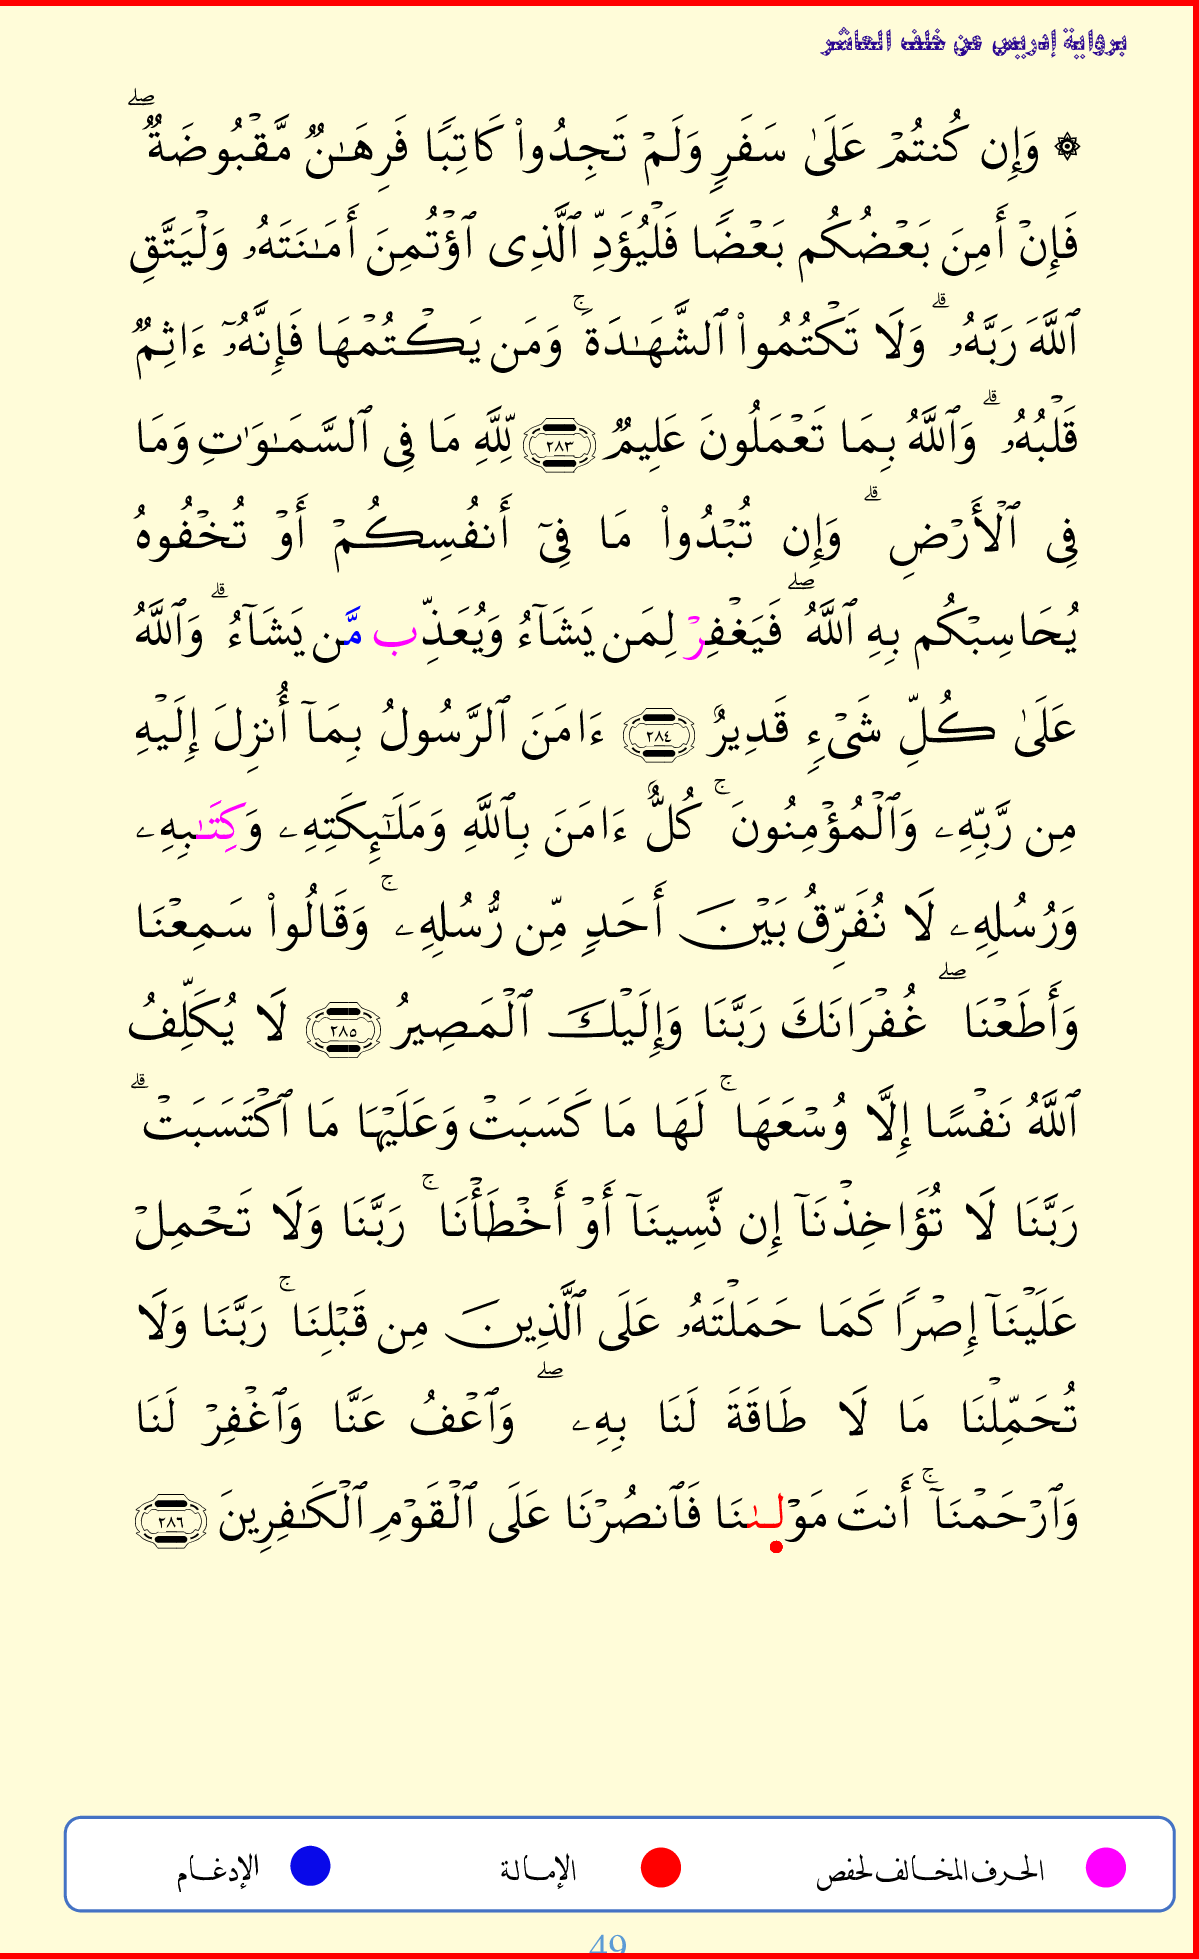 برواية إدريس عن خلف العاشر
۞ وَإِن كُنتُمۡ عَلَىٰ سَفَرٖ وَلَمۡ تَجِدُواْ كَاتِبٗا فَرِهَٰنٞ مَّقۡبُوضَةٞۖ
فَإِنۡ أَمِنَ بَعۡضُكُم بَعۡضٗا فَلۡيُؤَدِّ ٱلَّذِي ٱؤۡتُمِنَ أَمَٰنَتَهُۥ وَلۡيَتَّقِ
ٱللَّهَ رَبَّهُۥۗ وَلَا تَكۡتُمُواْ ٱلشَّهَٰدَةَۚ وَمَن يَكۡتُمۡهَا فَإِنَّهُۥٓ ءَاثِمٞ
قَلۡبُهُۥۗ وَٱللَّهُ بِمَا تَعۡمَلُونَ عَلِيمٞ ٢٨٣ لِّلَّهِ مَا فِي ٱلسَّمَٰوَٰتِ وَمَا
فِي ٱلۡأَرۡضِۗ وَإِن تُبۡدُواْ مَا فِيٓ أَنفُسِكُمۡ أَوۡ تُخۡفُوهُ
يُحَاسِبۡكُم بِهِ ٱللَّهُۖ فَيَغۡفِرۡ لِمَن يَشَآءُ وَيُعَذِّب مَّن يَشَآءُۗ وَٱللَّهُ
عَلَىٰ كُلِّ شَيۡءٖ قَدِيرٌ ٢٨٤ ءَامَنَ ٱلرَّسُولُ بِمَآ أُنزِلَ إِلَيۡهِ
مِن رَّبِّهِۦ وَٱلۡمُؤۡمِنُونَۚ كُلٌّ ءَامَنَ بِٱللَّهِ وَمَلَٰٓئِكَتِهِۦ وَكِتَٰبِهِۦ
وَرُسُلِهِۦ لَا نُفَرِّقُ بَيۡنَ أَحَدٖ مِّن رُّسُلِهِۦۚ وَقَالُواْ سَمِعۡنَا
وَأَطَعۡنَاۖ غُفۡرَانَكَ رَبَّنَا وَإِلَيۡكَ ٱلۡمَصِيرُ ٢٨٥ لَا يُكَلِّفُ
ٱللَّهُ نَفۡسًا إِلَّا وُسۡعَهَاۚ لَهَا مَا كَسَبَتۡ وَعَلَيۡهَا مَا ٱكۡتَسَبَتۡۗ
رَبَّنَا لَا تُؤَاخِذۡنَآ إِن نَّسِينَآ أَوۡ أَخۡطَأۡنَاۚ رَبَّنَا وَلَا تَحۡمِلۡ
عَلَيۡنَآ إِصۡرٗا كَمَا حَمَلۡتَهُۥ عَلَى ٱلَّذِينَ مِن قَبۡلِنَاۚ رَبَّنَا وَلَا
تُحَمِّلۡنَا مَا لَا طَاقَةَ لَنَا بِهِۦۖ وَٱعۡفُ عَنَّا وَٱغۡفِرۡ لَنَا
وَٱرۡحَمۡنَآۚ أَنتَ مَوۡلَىٰنَا فَٱنصُرۡنَا عَلَى ٱلۡقَوۡمِ ٱلۡكَٰفِرِينَ ٢٨٦
الحرف المخالف لحفص الإمالة الإدغام
49